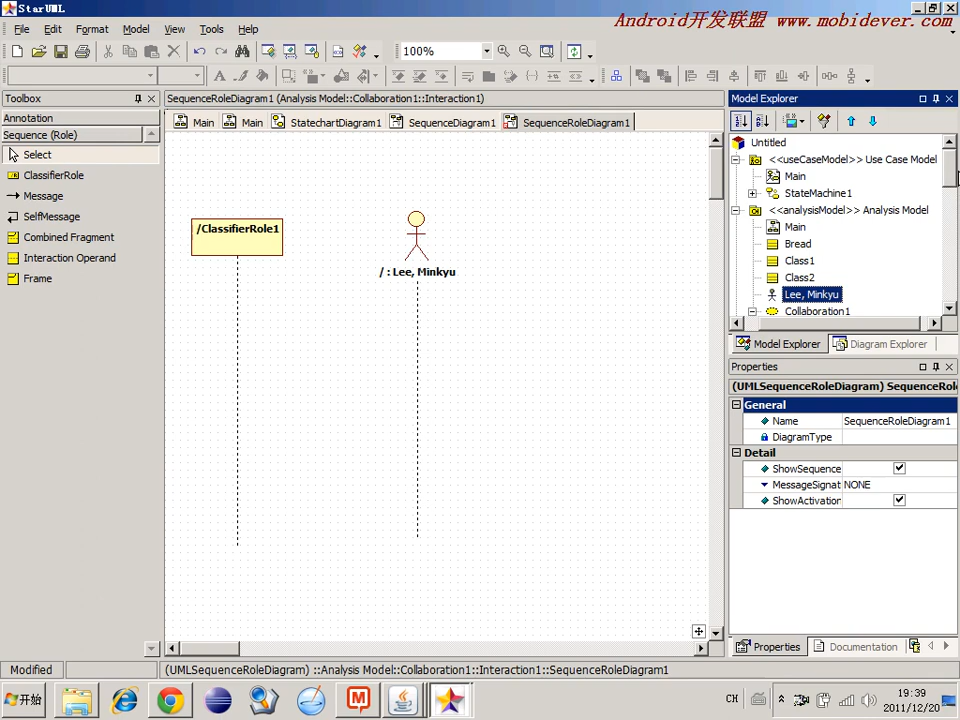 StarUML
Android开发联盟 www.mobidever.com
File Edit Format Model View Tools Help
100%
Toolbox
Annotation
Sequence (Role)
Select
ClassifierRole
Message
SelfMessage
Combined Fragment
Interaction Operand
Frame
SequenceRoleDiagram1 (Analysis Model::Collaboration1::Interaction1)
Main Main StatechartDiagram1 SequenceDiagram1 SequenceRoleDiagram1
/ClassifierRole1
/ : Lee, Minkyu
Model Explorer
Untitled
<<useCaseModel>> Use Case Model
Main
StateMachine1
<<analysisModel>> Analysis Model
Main
Bread
Class1
Class2
Lee, Minkyu
Collaboration1
Model Explorer Diagram Explorer
Properties
(UMLSequenceRoleDiagram) SequenceRol
General
Name SequenceRoleDiagram1
DiagramType
Detail
ShowSequence
MessageSignat NONE
ShowActivation
Properties Documentation
Modified
(UMLSequenceRoleDiagram) ::Analysis Model::Collaboration1::Interaction1::SequenceRoleDiagram1
开始
CH
19:39
2011/12/20